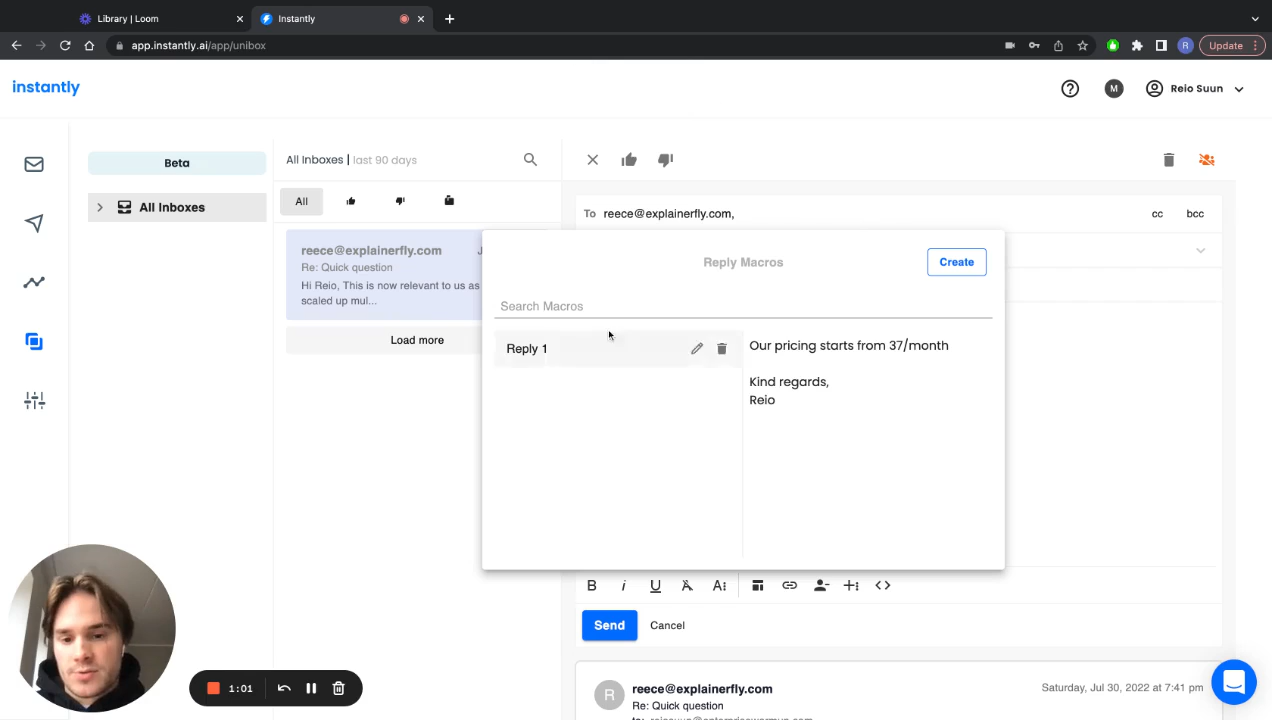 Library | Loom
Instantly
app.instantly.ai/app/unibox
R
Update
instantly
M
Reio Suun
Beta
All Inboxes
All Inboxes | last 90 days
All
reece@explainerfly.com
Re: Quick question
Hi Reio, This is now relevant to us as
scaled up mul...
Load more
To reece@explainerfly.com,
cc
bcc
Reply Macros
Create
Search Macros
Reply 1
Our pricing starts from 37/month
Kind regards,
Reio
B i U A A
Send
Cancel
R
reece@explainerfly.com
Saturday, Jul 30, 2022 at 7:41 pm
Re: Quick question
1:01